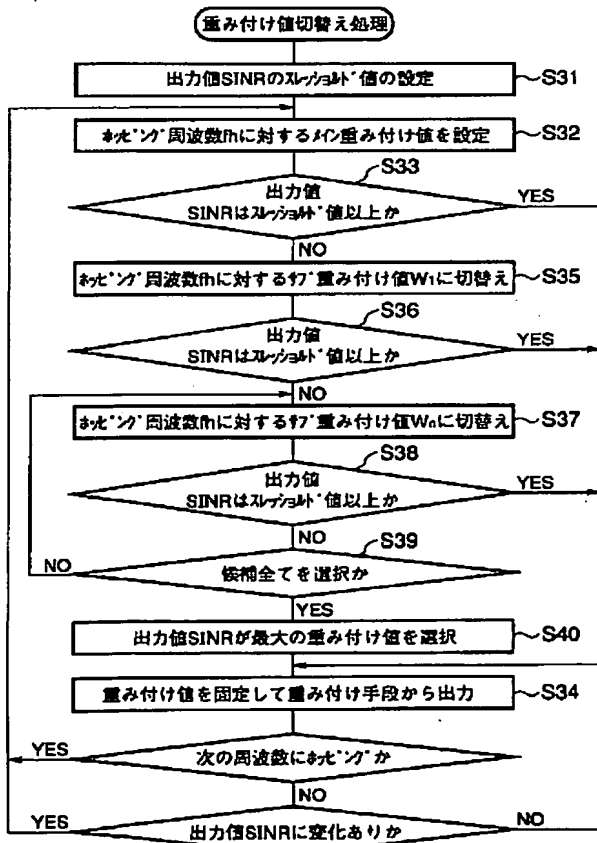 重み付け値切替え処理
出力値SINRのスレッショルド値の設定
S31
ホッピング周波数fhに対するメイン重み付け値を設定
S32
S33
出力値
SINRはスレッショルド値以上か
YES
NO
ホッピング周波数fhに対するサブ重み付け値W1に切替え
S35
S36
出力値
SINRはスレッショルド値以上か
YES
NO
ホッピング周波数fhに対するサブ重み付け値Wnに切替え
S37
S38
出力値
SINRはスレッショルド値以上か
YES
NO
S39
NO
候補全てを選択か
YES
出力値SINRが最大の重み付け値を選択
S40
重み付け値を固定して重み付け手段から出力
S34
YES
次の周波数にホッピングか
NO
YES
出力値SINRに変化ありか
NO